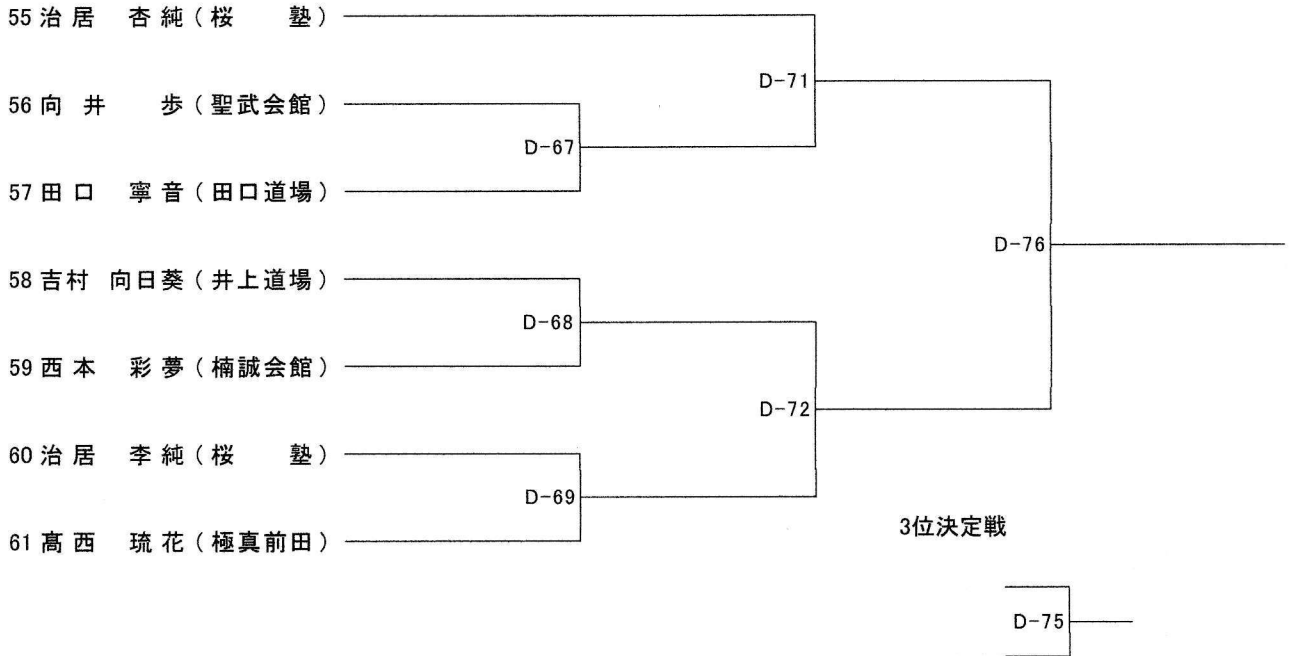 55 治居 杏純(桜 塾)
D-71
56 向井 歩(聖武会館)
D-67
57 田口 寧音(田口道場)
D-76
58 吉村 向日葵(井上道場)
D-68
59 西本 彩夢(楠誠会館)
D-72
60 治居 李純(桜 塾)
D-69
3位決定戦
61 髙西 琉花(極真前田)
D-75